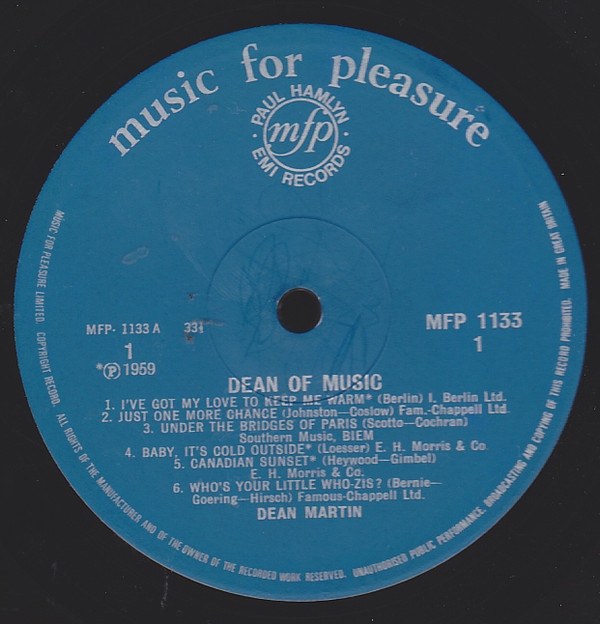 music for pleasure
· PAUL HAMLYN ·
mfp
EMI RECORDS
MFP· 1133 A 33⅓
1
*Ⓟ 1959
MFP 1133
1
DEAN OF MUSIC
1. I'VE GOT MY LOVE TO KEEP ME WARM* (Berlin) I. Berlin Ltd.
2. JUST ONE MORE CHANCE (Johnston—Coslow) Fam.-Chappell Ltd.
3. UNDER THE BRIDGES OF PARIS (Scotto—Cochran)
Southern Music, BIEM
4. BABY, IT'S COLD OUTSIDE* (Loesser) E. H. Morris & Co.
5. CANADIAN SUNSET* (Heywood—Gimbel)
E. H. Morris & Co.
6. WHO'S YOUR LITTLE WHO-ZIS? (Bernie—
Goering—Hirsch) Famous-Chappell Ltd.
DEAN MARTIN
MUSIC FOR PLEASURE LIMITED. COPYRIGHT RECORD. ALL RIGHTS OF THE MANUFACTURER AND OF THE OWNER OF THE RECORDED WORK RESERVED. UNAUTHORISED PUBLIC PERFORMANCE, BROADCASTING AND COPYING OF THIS RECORD PROHIBITED. MADE IN GREAT BRITAIN